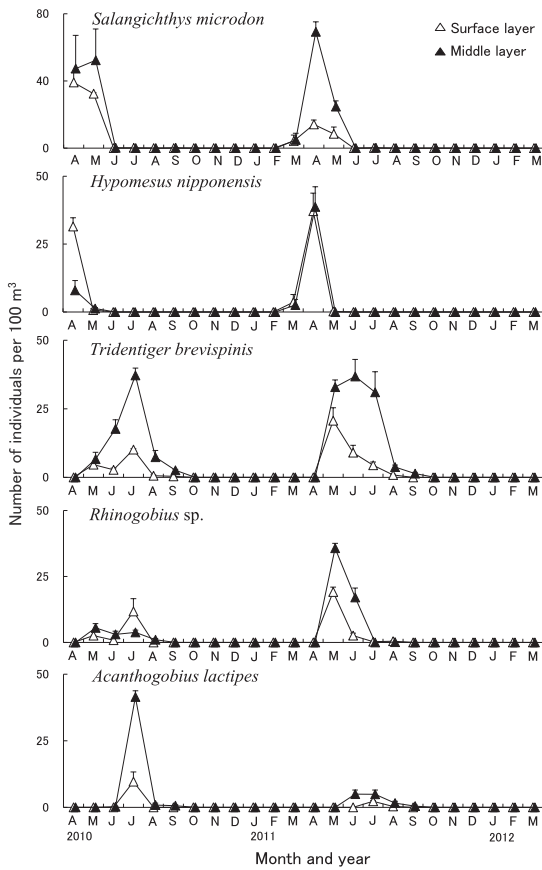 Salangichthys microdon
△ Surface layer
▲ Middle layer
80
40
0
A M J J A S O N D J F M A M J J A S O N D J F M
Hypomesus nipponensis
50
25
0
A M J J A S O N D J F M A M J J A S O N D J F M
Tridentiger brevispinis
50
25
0
A M J J A S O N D J F M A M J J A S O N D J F M
Rhinogobius sp.
50
25
0
A M J J A S O N D J F M A M J J A S O N D J F M
Acanthogobius lactipes
50
25
0
A M J J A S O N D J F M A M J J A S O N D J F M
2010 2011 2012
Month and year
Number of individuals per 100 m³